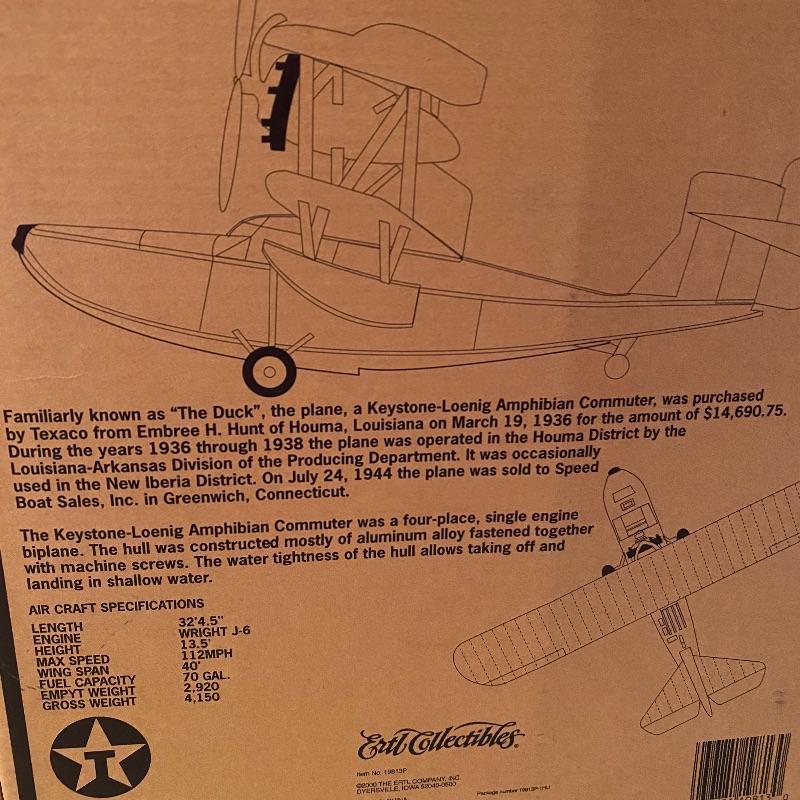 Familiarly known as “The Duck”, the plane, a Keystone-Loenig Amphibian Commuter, was purchased
by Texaco from Embree H. Hunt of Houma, Louisiana on March 19, 1936 for the amount of $14,690.75.
During the years 1936 through 1938 the plane was operated in the Houma District by the
Louisiana-Arkansas Division of the Producing Department. It was occasionally
used in the New Iberia District. On July 24, 1944 the plane was sold to Speed
Boat Sales, Inc. in Greenwich, Connecticut.
The Keystone-Loenig Amphibian Commuter was a four-place, single engine
biplane. The hull was constructed mostly of aluminum alloy fastened together
with machine screws. The water tightness of the hull allows taking off and
landing in shallow water.
AIR CRAFT SPECIFICATIONS
LENGTH 32'4.5"
ENGINE WRIGHT J-6
HEIGHT 13.5'
MAX SPEED 112MPH
WING SPAN 40'
FUEL CAPACITY 70 GAL.
EMPYT WEIGHT 2,920
GROSS WEIGHT 4,150
T
Ertl Collectibles®
Item No. 19813P
©2000 THE ERTL COMPANY, INC.
DYERSVILLE, IOWA 52040-0500
Package number 19813P-1HU